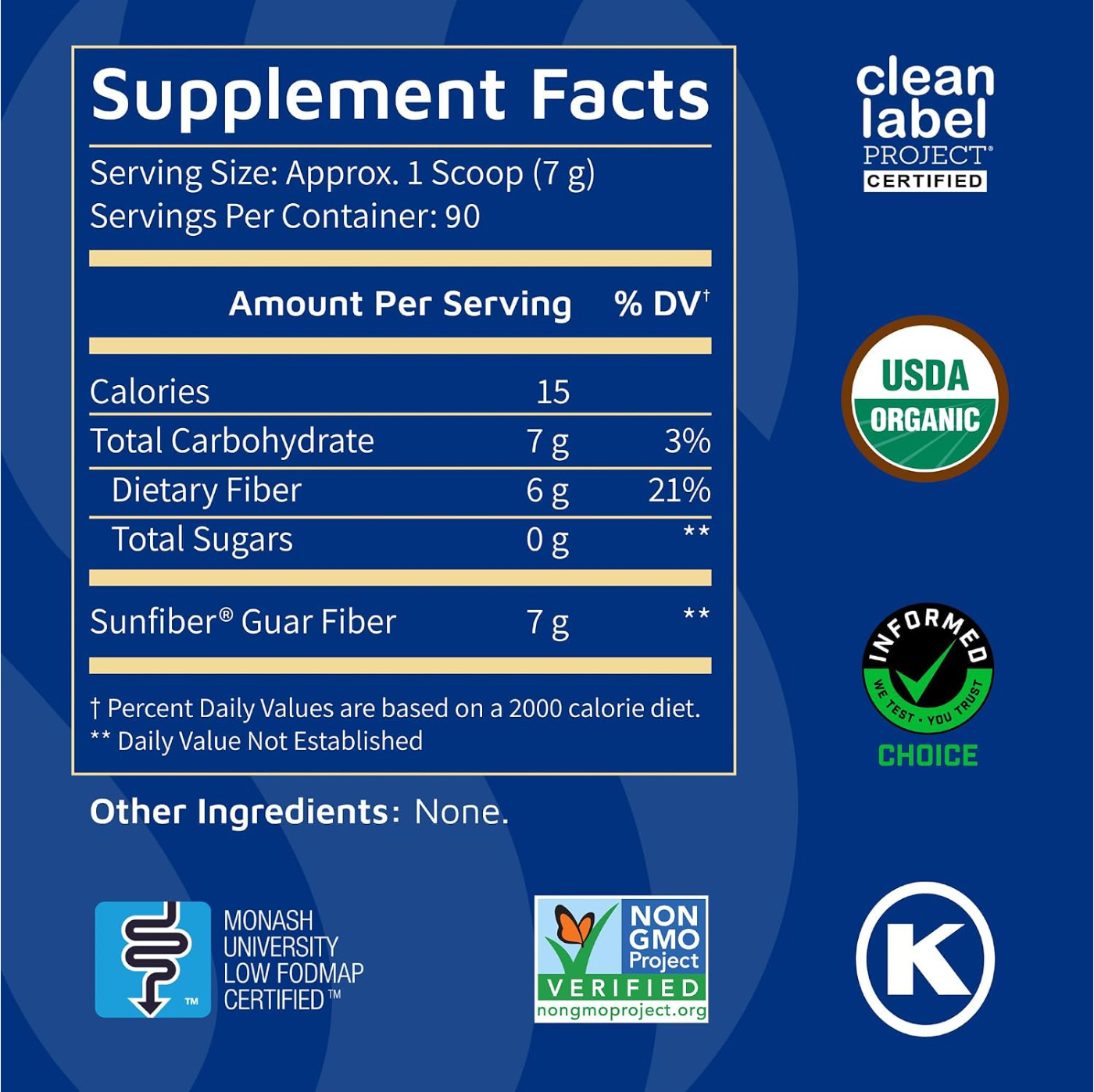 Supplement Facts
Serving Size: Approx. 1 Scoop (7 g)
Servings Per Container: 90
Amount Per Serving % DV†
Calories 15
Total Carbohydrate 7 g 3%
Dietary Fiber 6 g 21%
Total Sugars 0 g **
Sunfiber® Guar Fiber 7 g **
† Percent Daily Values are based on a 2000 calorie diet.
** Daily Value Not Established
Other Ingredients: None.
MONASH
UNIVERSITY
LOW FODMAP
CERTIFIED™
TM
NON
GMO
Project
VERIFIED
nongmoproject.org
clean
label
PROJECT®
CERTIFIED
USDA
ORGANIC
INFORMED
WE TEST · YOU TRUST
CHOICE
K